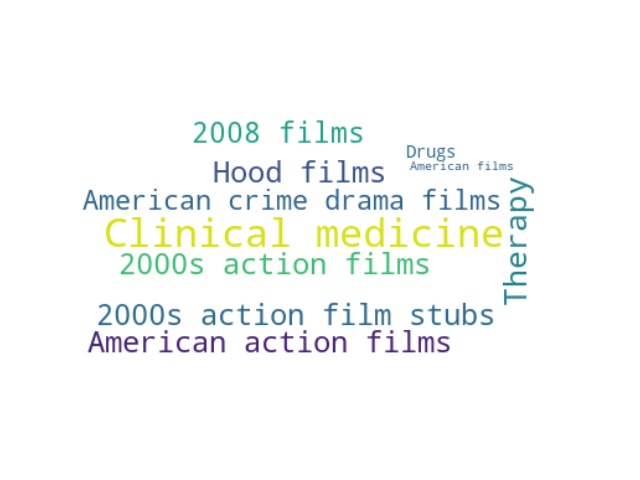 2008 films
Drugs
Hood films
American films
American crime drama films
Therapy
Clinical medicine
2000s action films
2000s action film stubs
American action films